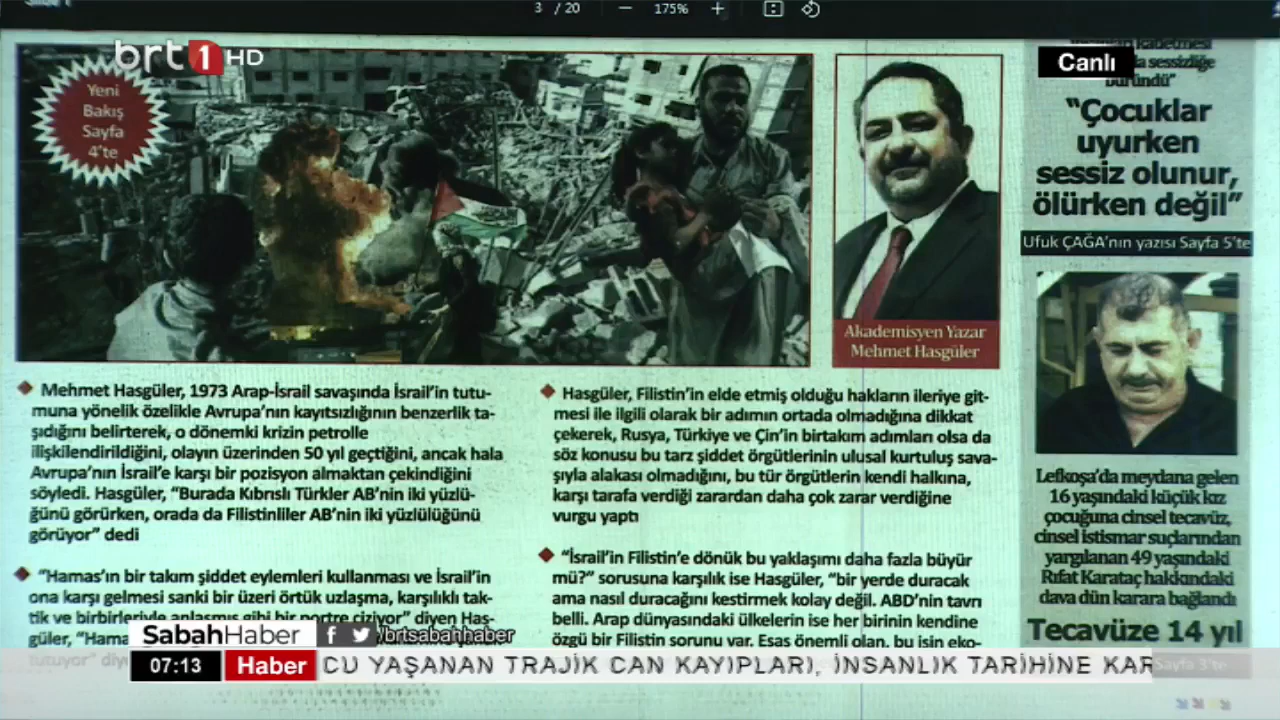 3 / 20 — 175% +
brt 1 HD
Canlı
Yeni
Bakış
Sayfa
4'te
Akademisyen Yazar
Mehmet Hasgüler
da sessizliğe
büründü”
“Çocuklar
uyurken
sessiz olunur,
ölürken değil”
Ufuk ÇAĞA'nın yazısı Sayfa 5'te
Mehmet Hasgüler, 1973 Arap-İsrail savaşında İsrail'in tutu-
muna yönelik özelikle Avrupa'nın kayıtsızlığının benzerlik ta-
şıdığını belirterek, o dönemki krizin petrolle
ilişkilendirildiğini, olayın üzerinden 50 yıl geçtiğini, ancak hala
Avrupa'nın İsrail'e karşı bir pozisyon almaktan çekindiğini
söyledi. Hasgüler, “Burada Kıbrıslı Türkler AB'nin iki yüzlü-
ğünü görürken, orada da Filistinliler AB'nin iki yüzlülüğünü
görüyor” dedi
“Hamas'ın bir takım şiddet eylemleri kullanması ve İsrail'in
ona karşı gelmesi sanki bir üzeri örtük uzlaşma, karşılıklı tak-
tik ve birbirleriyle anlaşmış gibi bir portre çiziyor” diyen Has-
güler, “Hama
tutuyor” diy
Hasgüler, Filistin'in elde etmiş olduğu hakların ileriye git-
mesi ile ilgili olarak bir adımın ortada olmadığına dikkat
çekerek, Rusya, Türkiye ve Çin'in birtakım adımları olsa da
söz konusu bu tarz şiddet örgütlerinin ulusal kurtuluş sava-
şıyla alakası olmadığını, bu tür örgütlerin kendi halkına,
karşı tarafa verdiği zarardan daha çok zarar verdiğine
vurgu yaptı
“İsrail'in Filistin'e dönük bu yaklaşımı daha fazla büyür
mü?” sorusuna karşılık ise Hasgüler, “bir yerde duracak
ama nasıl duracağını kestirmek kolay değil. ABD'nin tavrı
belli. Arap dünyasındaki ülkelerin ise her birinin kendine
özgü bir Filistin sorunu var. Esas önemli olan, bu işin eko-
Lefkoşa'da meydana gelen
16 yaşındaki küçük kız
çocuğuna cinsel tecavüz,
cinsel istismar suçlarından
yargılanan 49 yaşındaki
Rıfat Karataç hakkındaki
dava dün karara bağlandı
Tecavüze 14 yıl
Sayfa 3'te
SabahHaber /brtsabahhaber
07:13 Haber CU YAŞANAN TRAJİK CAN KAYIPLARI, İNSANLIK TARİHİNE KAR